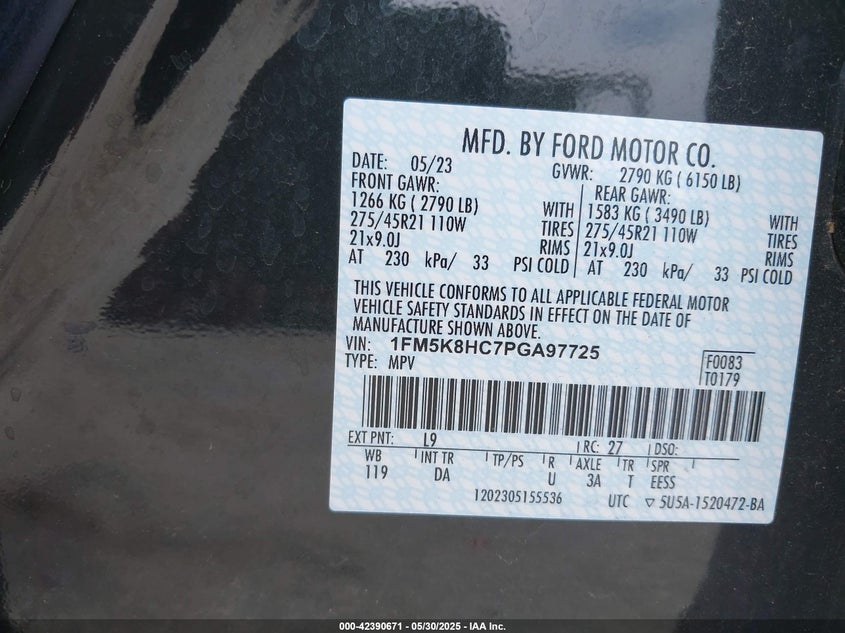 MFD. BY FORD MOTOR CO.
DATE: 05/23 GVWR: 2790 KG ( 6150 LB)
FRONT GAWR: REAR GAWR:
1266 KG ( 2790 LB) WITH 1583 KG ( 3490 LB) WITH
275/45R21 110W TIRES 275/45R21 110W TIRES
21x9.0J RIMS 21x9.0J RIMS
AT 230 kPa/ 33 PSI COLD AT 230 kPa/ 33 PSI COLD
THIS VEHICLE CONFORMS TO ALL APPLICABLE FEDERAL MOTOR
VEHICLE SAFETY STANDARDS IN EFFECT ON THE DATE OF
MANUFACTURE SHOWN ABOVE.
VIN: 1FM5K8HC7PGA97725 F0083
TYPE: MPV T0179
EXT PNT: L9 RC: 27 DSO:
WB INT TR TP/PS R AXLE TR SPR
119 DA U 3A T EESS
1202305155536 UTC ▽ 5U5A-1520472-BA
000-42390671 - 05/30/2025 - IAA Inc.